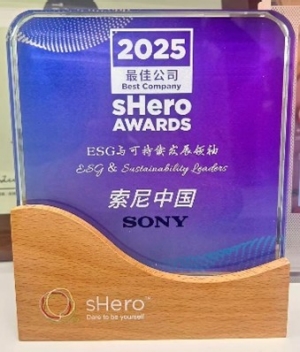 2025
最佳公司
Best Company
sHero
AWARDS
ESG与可持续发展领袖
ESG & Sustainability Leaders
索尼中国
SONY
sHero™
Dare to be yourself